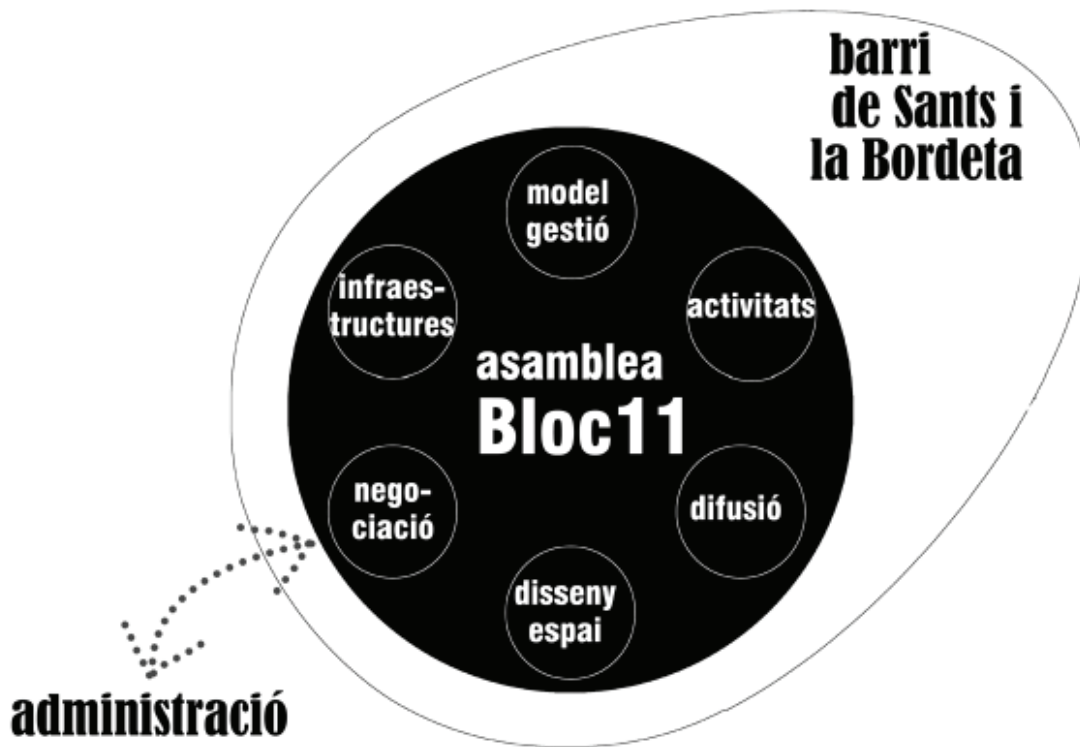 barri
de Sants i
la Bordeta
model
gestió
infraes-
tructures
activitats
asamblea
Bloc11
nego-
ciació
difusió
disseny
espai
administració